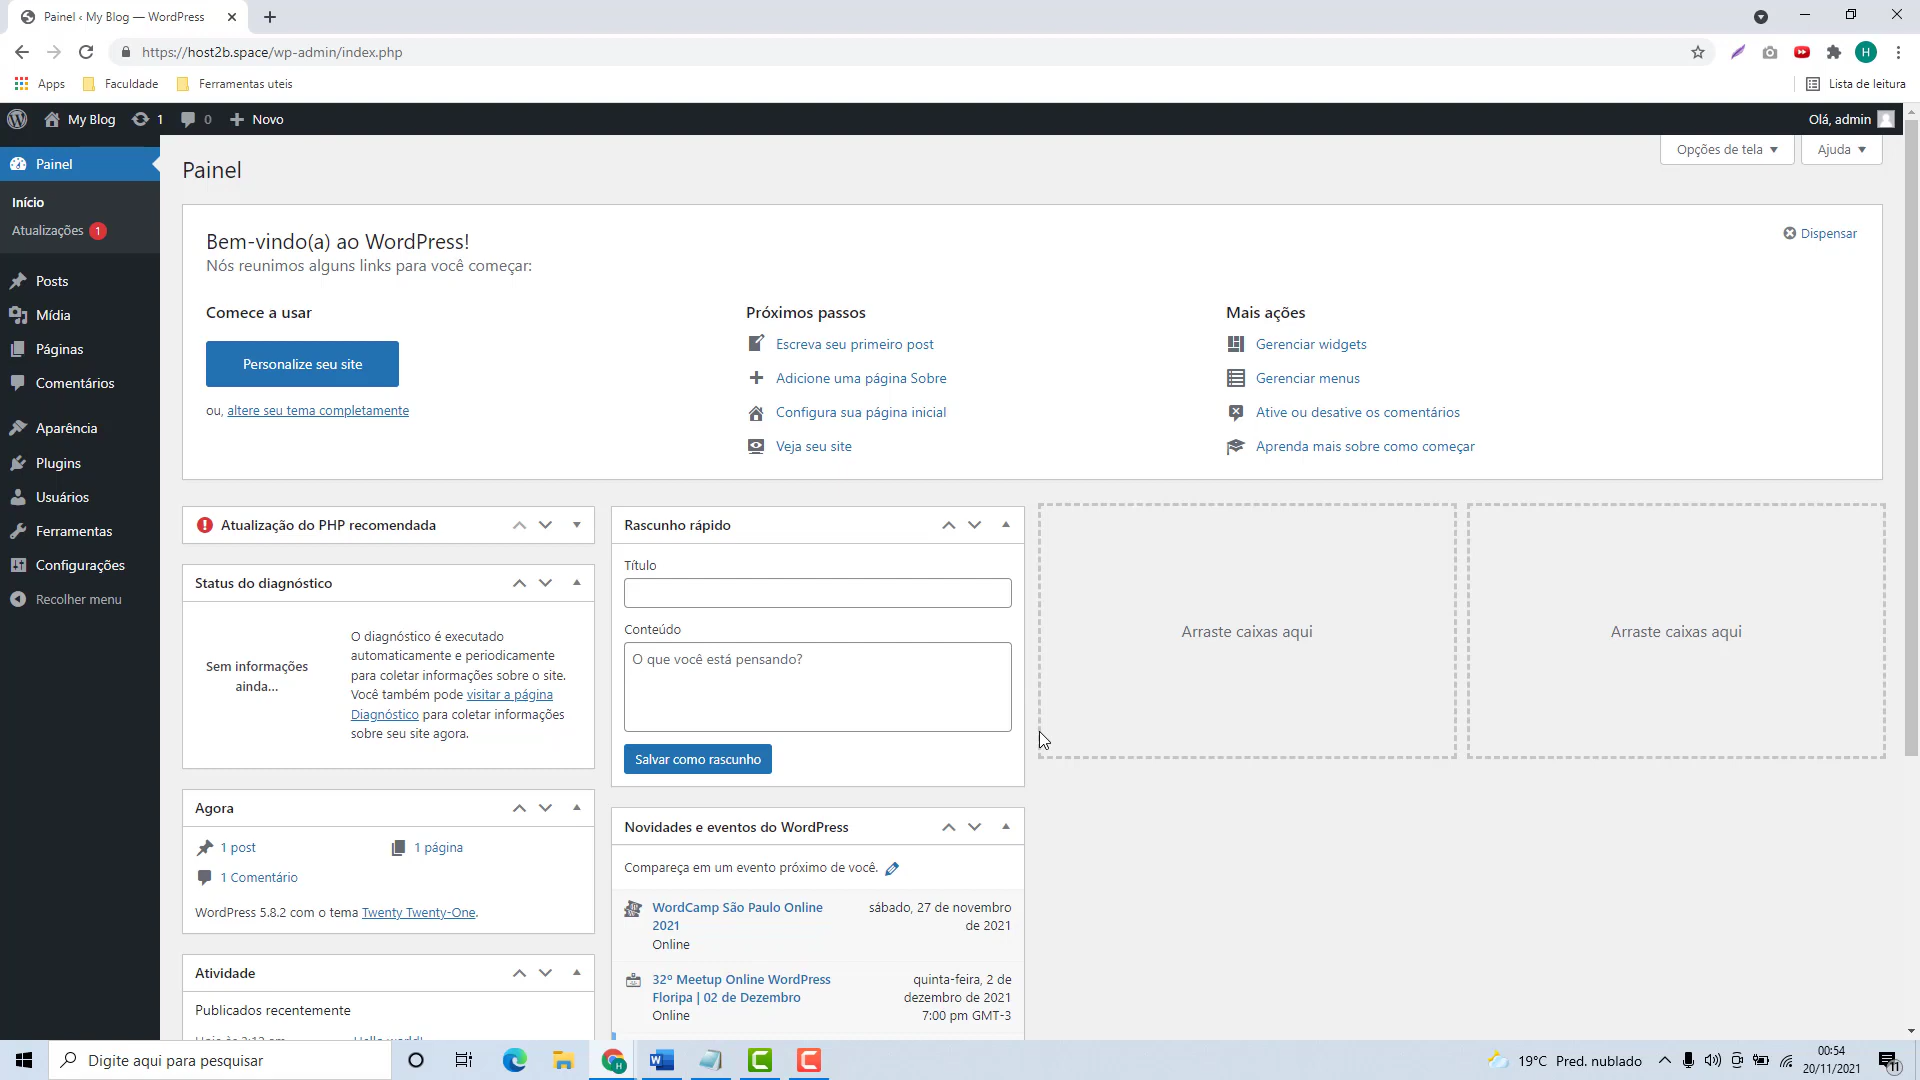 Painel ‹ My Blog — WordPress
https://host2b.space/wp-admin/index.php
H
Apps
Faculdade
Ferramentas uteis
Lista de leitura
My Blog
1
0
Novo
Olá, admin
Painel
Início
Atualizações 1
Posts
Mídia
Páginas
Comentários
Aparência
Plugins
Usuários
Ferramentas
Configurações
Recolher menu
Painel
Opções de tela
Ajuda
Bem-vindo(a) ao WordPress!
Nós reunimos alguns links para você começar:
Dispensar
Comece a usar
Personalize seu site
ou, altere seu tema completamente
Próximos passos
Escreva seu primeiro post
Adicione uma página Sobre
Configura sua página inicial
Veja seu site
Mais ações
Gerenciar widgets
Gerenciar menus
Ative ou desative os comentários
Aprenda mais sobre como começar
Atualização do PHP recomendada
Status do diagnóstico
Sem informações
ainda...
O diagnóstico é executado
automaticamente e periodicamente
para coletar informações sobre o site.
Você também pode visitar a página
Diagnóstico para coletar informações
sobre seu site agora.
Agora
1 post
1 página
1 Comentário
WordPress 5.8.2 com o tema Twenty Twenty-One.
Atividade
Publicados recentemente
Rascunho rápido
Título
Conteúdo
O que você está pensando?
Salvar como rascunho
Novidades e eventos do WordPress
Compareça em um evento próximo de você.
WordCamp São Paulo Online
2021
Online
sábado, 27 de novembro
de 2021
32º Meetup Online WordPress
Floripa | 02 de Dezembro
Online
quinta-feira, 2 de
dezembro de 2021
7:00 pm GMT-3
Arraste caixas aqui
Arraste caixas aqui
Digite aqui para pesquisar
19°C Pred. nublado
00:54
20/11/2021
11